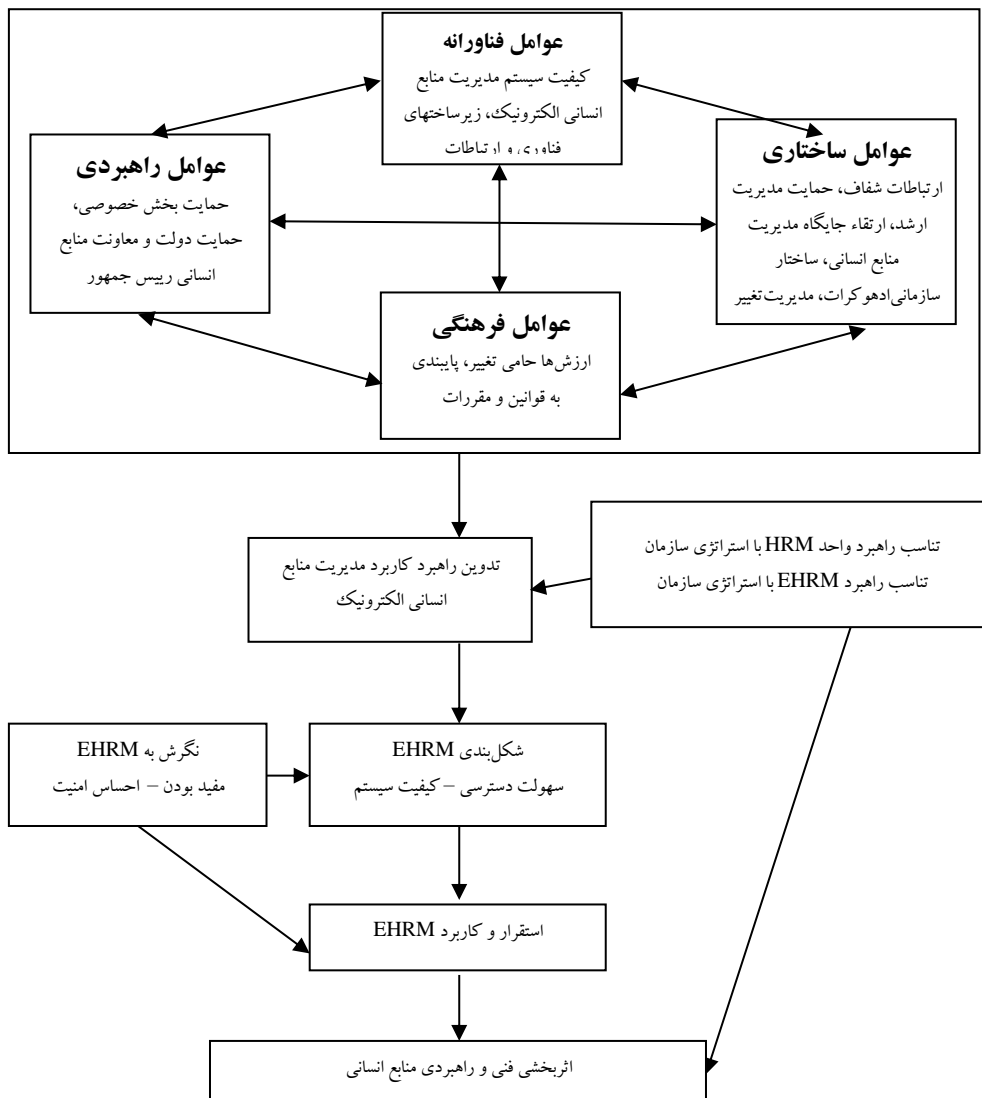 عوامل فناورانه
کیفیت سیستم مدیریت منابع
انسانی الکترونیک، زیرساختهای
فناوری و ارتباطات
عوامل ساختاری
ارتباطات شفاف، حمایت مدیریت
ارشد، ارتقاء جایگاه مدیریت
منابع انسانی، ساختار
سازمانی‌ادهوکرات، مدیریت‌تغییر
عوامل راهبردی
حمایت بخش خصوصی،
حمایت دولت و معاونت منابع
انسانی رییس جمهور
عوامل فرهنگی
ارزش‌ها حامی تغییر، پایبندی
به قوانین و مقررات
تناسب راهبرد واحد HRM با استراتژی سازمان
تناسب راهبرد EHRM با استراتژی سازمان
تدوین راهبرد کاربرد مدیریت منابع
انسانی الکترونیک
شکل‌بندی EHRM
سهولت دسترسی – کیفیت سیستم
نگرش به EHRM
مفید بودن – احساس امنیت
استقرار و کاربرد EHRM
اثربخشی فنی و راهبردی منابع انسانی